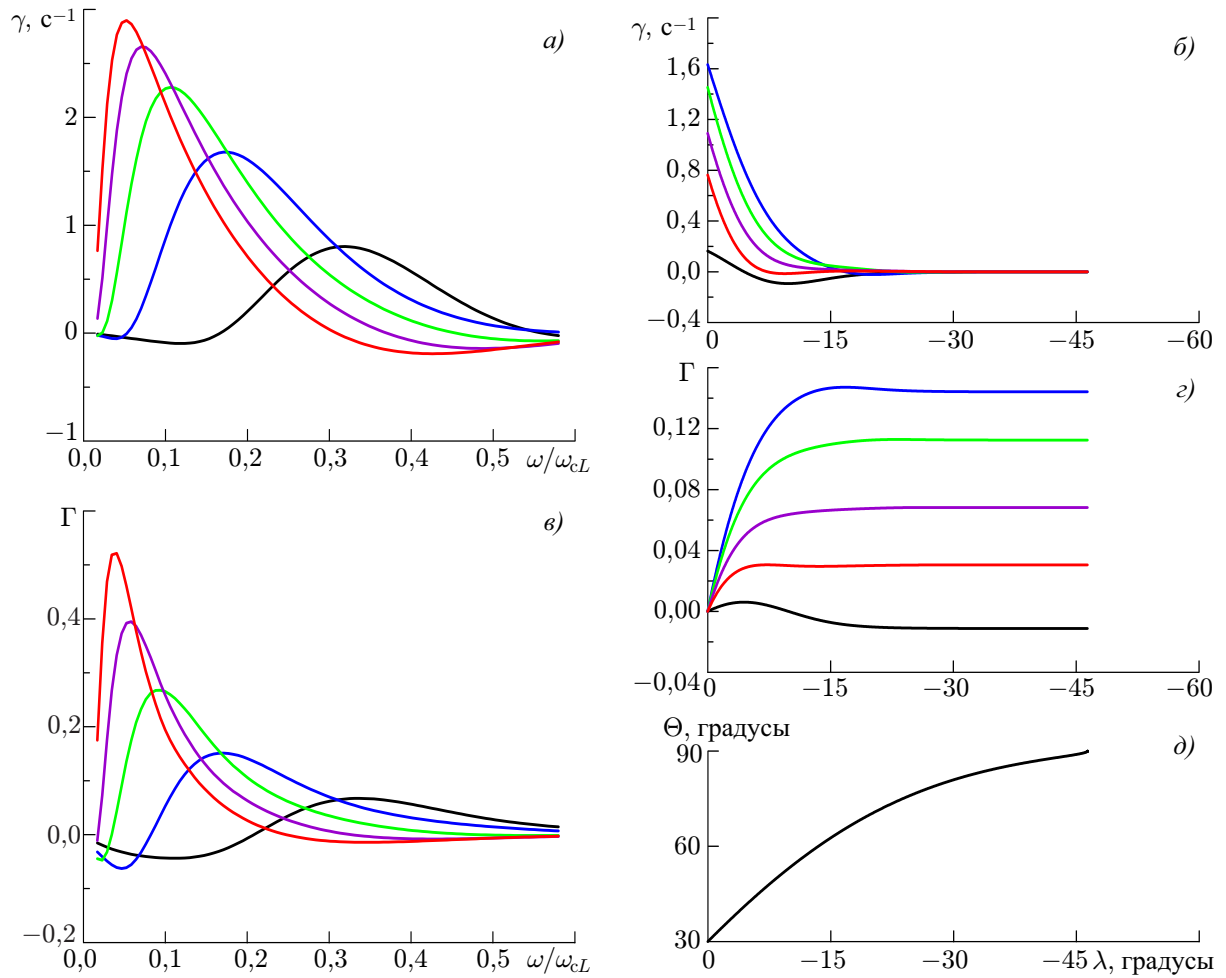 γ, с⁻¹
а)
2
1
0
−1
0,0 0,1 0,2 0,3 0,4 0,5 ω/ω_cL
γ, с⁻¹
б)
1,6
1,2
0,8
0,4
0,0
−0,4
0 −15 −30 −45 −60
Γ
в)
0,4
0,2
0,0
−0,2
0,0 0,1 0,2 0,3 0,4 0,5 ω/ω_cL
Γ
г)
0,12
0,08
0,04
0,00
−0,04
0 −15 −30 −45 −60
Θ, градусы
д)
90
60
30
0 −15 −30 −45 λ, градусы